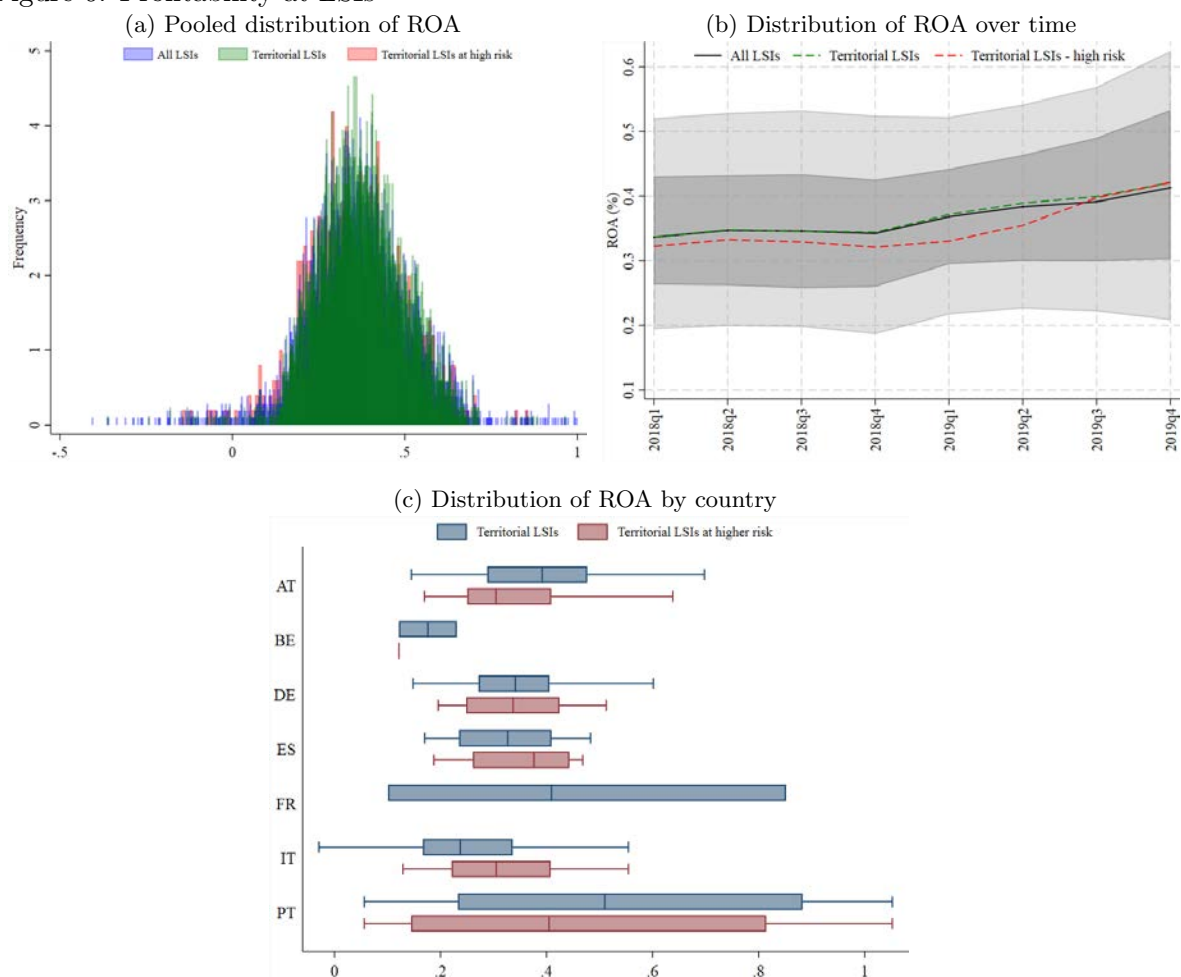 (a) Pooled distribution of ROA
All LSIs
Territorial LSIs
Territorial LSIs at high risk
Frequency
5
4
3
2
1
0
-.5
0
.5
1
(b) Distribution of ROA over time
All LSIs
Territorial LSIs
Territorial LSIs - high risk
ROA (%)
0.6
0.5
0.4
0.3
0.2
0.1
2018q1
2018q2
2018q3
2018q4
2019q1
2019q2
2019q3
2019q4
(c) Distribution of ROA by country
Territorial LSIs
Territorial LSIs at higher risk
AT
BE
DE
ES
FR
IT
PT
0
.2
.4
.6
.8
1